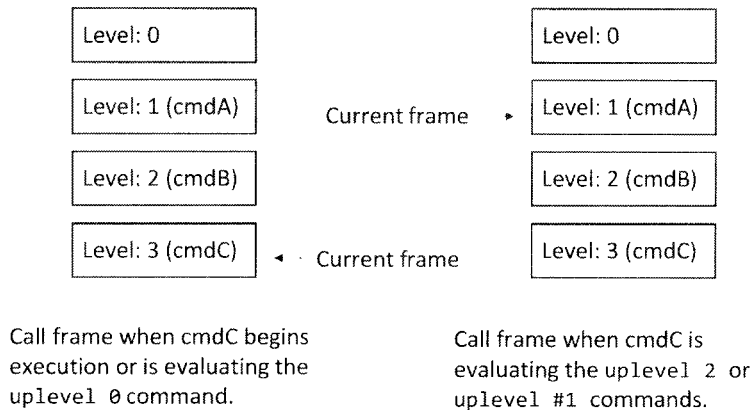 Level: 0
Level: 1 (cmdA)
Level: 2 (cmdB)
Level: 3 (cmdC)
Current frame
Call frame when cmdC begins
execution or is evaluating the
uplevel 0 command.
Level: 0
Current frame
Level: 1 (cmdA)
Level: 2 (cmdB)
Level: 3 (cmdC)
Call frame when cmdC is
evaluating the uplevel 2 or
uplevel #1 commands.